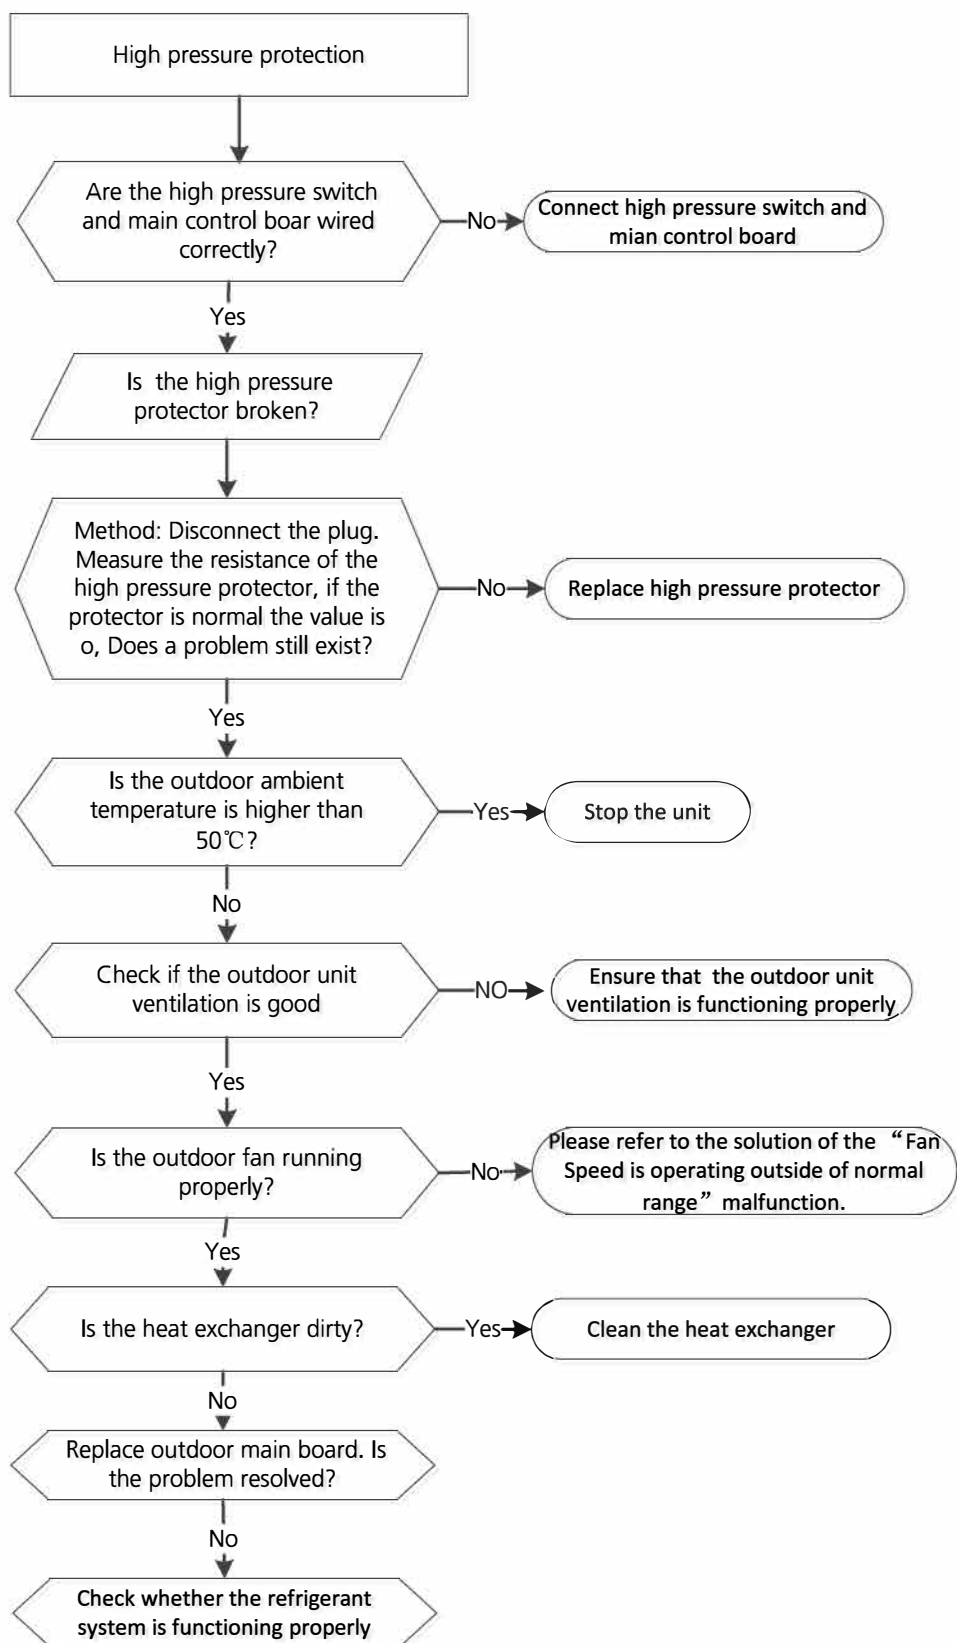 High pressure protection
Are the high pressure switch
and main control boar wired
correctly?
No
Connect high pressure switch and
mian control board
Yes
Is the high pressure
protector broken?
Method: Disconnect the plug.
Measure the resistance of the
high pressure protector, if the
protector is normal the value is
o, Does a problem still exist?
No
Replace high pressure protector
Yes
Is the outdoor ambient
temperature is higher than
50℃?
Yes
Stop the unit
No
Check if the outdoor unit
ventilation is good
NO
Ensure that the outdoor unit
ventilation is functioning properly
Yes
Is the outdoor fan running
properly?
No
Please refer to the solution of the “Fan
Speed is operating outside of normal
range” malfunction.
Yes
Is the heat exchanger dirty?
Yes
Clean the heat exchanger
No
Replace outdoor main board. Is
the problem resolved?
No
Check whether the refrigerant
system is functioning properly